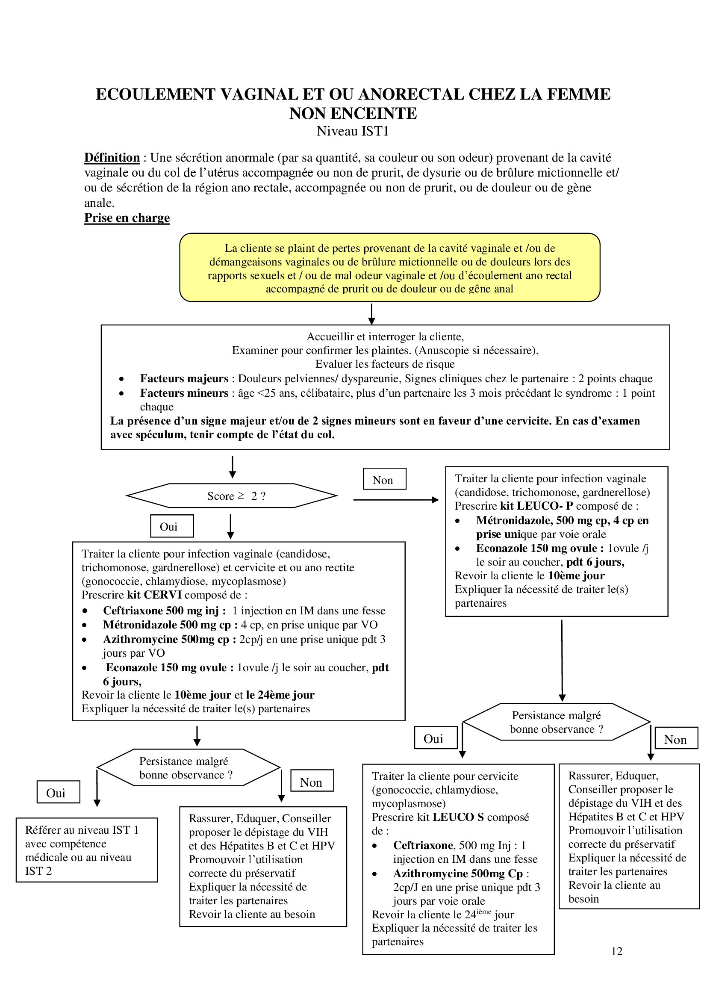 ECOULEMENT VAGINAL ET OU ANORECTAL CHEZ LA FEMME
NON ENCEINTE
Niveau IST1
Définition : Une sécrétion anormale (par sa quantité, sa couleur ou son odeur) provenant de la cavité
vaginale ou du col de l’utérus accompagnée ou non de prurit, de dysurie ou de brûlure mictionnelle et/
ou de sécrétion de la région ano rectale, accompagnée ou non de prurit, ou de douleur ou de gène
anale.
Prise en charge
La cliente se plaint de pertes provenant de la cavité vaginale et /ou de
démangeaisons vaginales ou de brûlure mictionnelle ou de douleurs lors des
rapports sexuels et / ou de mal odeur vaginale et /ou d’écoulement ano rectal
accompagné de prurit ou de douleur ou de gêne anal
Accueillir et interroger la cliente,
Examiner pour confirmer les plaintes. (Anuscopie si nécessaire),
Evaluer les facteurs de risque
• Facteurs majeurs : Douleurs pelviennes/ dyspareunie, Signes cliniques chez le partenaire : 2 points chaque
• Facteurs mineurs : âge <25 ans, célibataire, plus d’un partenaire les 3 mois précédant le syndrome : 1 point
chaque
La présence d’un signe majeur et/ou de 2 signes mineurs sont en faveur d’une cervicite. En cas d’examen
avec spéculum, tenir compte de l’état du col.
Score ≥ 2 ?
Non
Traiter la cliente pour infection vaginale
(candidose, trichomonose, gardnerellose)
Prescrire kit LEUCO- P composé de :
• Métronidazole, 500 mg cp, 4 cp en
prise unique par voie orale
• Econazole 150 mg ovule : 1ovule /j
le soir au coucher, pdt 6 jours,
Revoir la cliente le 10ème jour
Expliquer la nécessité de traiter le(s)
partenaires
Oui
Traiter la cliente pour infection vaginale (candidose,
trichomonose, gardnerellose) et cervicite et ou ano rectite
(gonococcie, chlamydiose, mycoplasmose)
Prescrire kit CERVI composé de :
• Ceftriaxone 500 mg inj : 1 injection en IM dans une fesse
• Métronidazole 500 mg cp : 4 cp, en prise unique par VO
• Azithromycine 500mg cp : 2cp/j en une prise unique pdt 3
jours par VO
• Econazole 150 mg ovule : 1ovule /j le soir au coucher, pdt
6 jours,
Revoir la cliente le 10ème jour et le 24ème jour
Expliquer la nécessité de traiter le(s) partenaires
Persistance malgré
bonne observance ?
Oui
Non
Référer au niveau IST 1
avec compétence
médicale ou au niveau
IST 2
Rassurer, Eduquer, Conseiller
proposer le dépistage du VIH
et des Hépatites B et C et HPV
Promouvoir l’utilisation
correcte du préservatif
Expliquer la nécessité de
traiter les partenaires
Revoir la cliente au besoin
Persistance malgré
bonne observance ?
Oui
Non
Traiter la cliente pour cervicite
(gonococcie, chlamydiose,
mycoplasmose)
Prescrire kit LEUCO S composé
de :
• Ceftriaxone, 500 mg Inj : 1
injection en IM dans une fesse
• Azithromycine 500mg Cp :
2cp/J en une prise unique pdt 3
jours par voie orale
Revoir la cliente le 24ième jour
Expliquer la nécessité de traiter les
partenaires
Rassurer, Eduquer,
Conseiller proposer le
dépistage du VIH et des
Hépatites B et C et HPV
Promouvoir l’utilisation
correcte du préservatif
Expliquer la nécessité de
traiter les partenaires
Revoir la cliente au
besoin
12